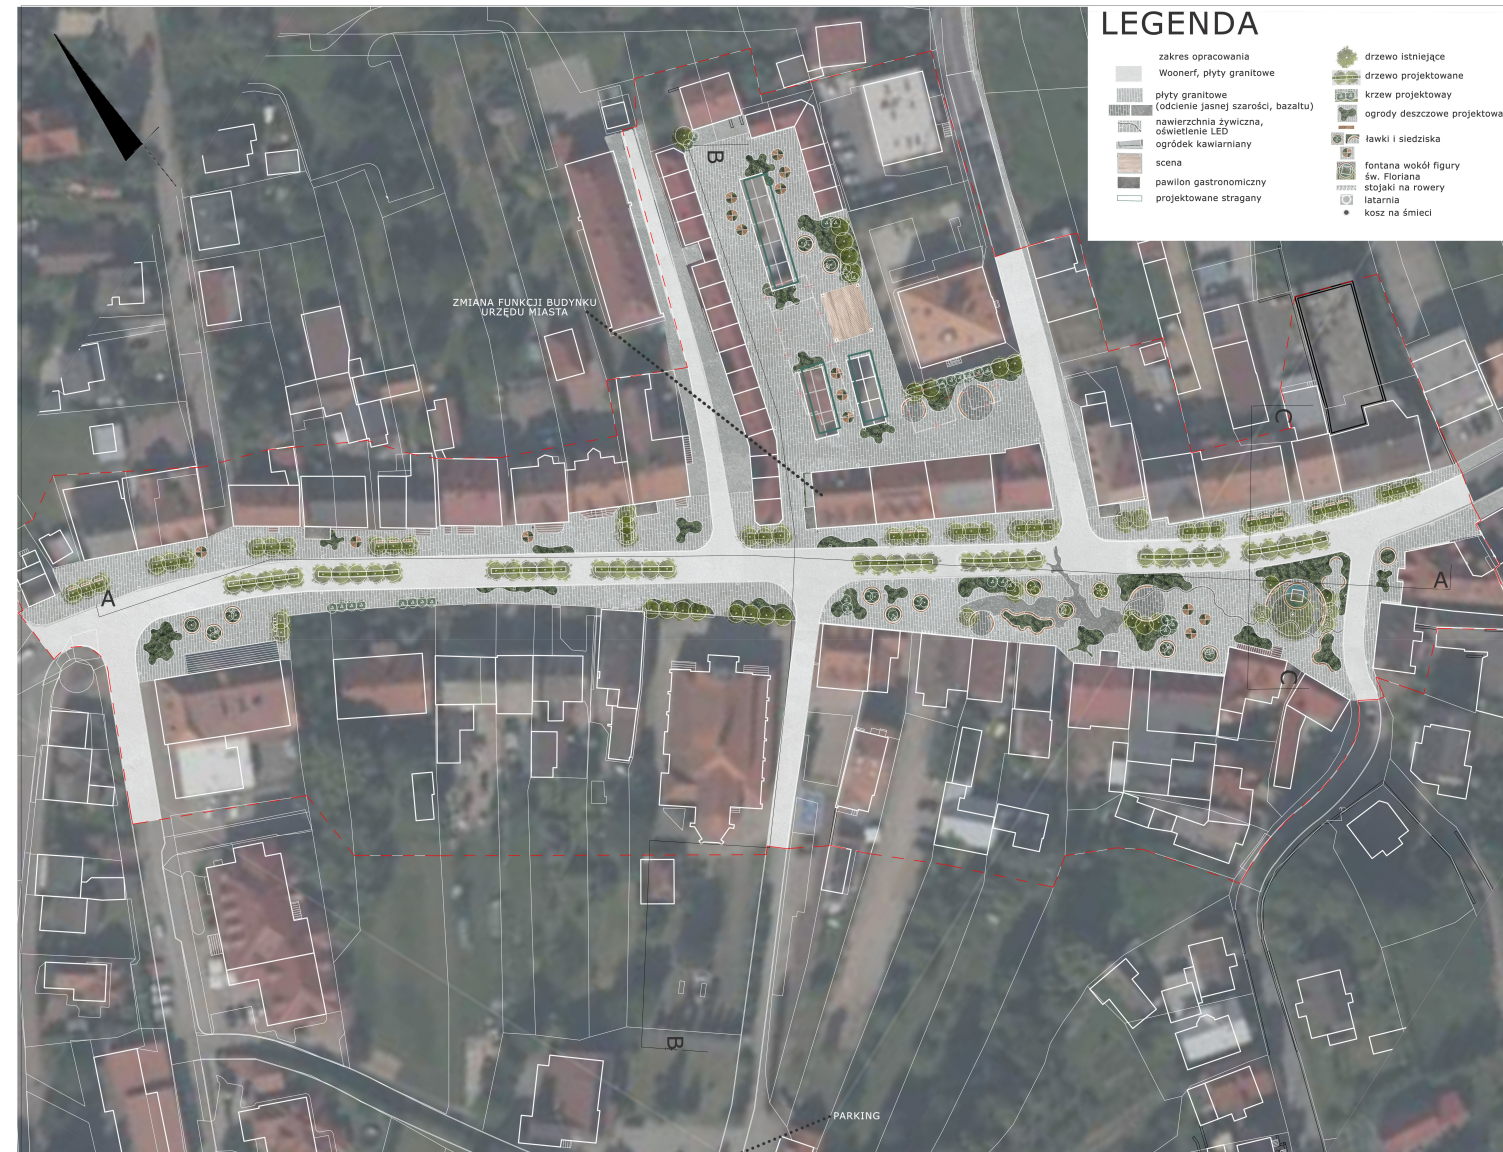 LEGENDA
zakres opracowania
Woonerf, płyty granitowe
płyty granitowe
(odcienie jasnej szarości, bazaltu)
nawierzchnia żywiczna,
oświetlenie LED
ogródek kawiarniany
scena
pawilon gastronomiczny
projektowane stragany
drzewo istniejące
drzewo projektowane
krzew projektoway
ogrody deszczowe projektowa
ławki i siedziska
fontana wokół figury
św. Floriana
stojaki na rowery
latarnia
kosz na śmieci
B
ZMIANA FUNKCJI BUDYNKU
URZĘDU MIASTA
C
A
A
C
B
PARKING